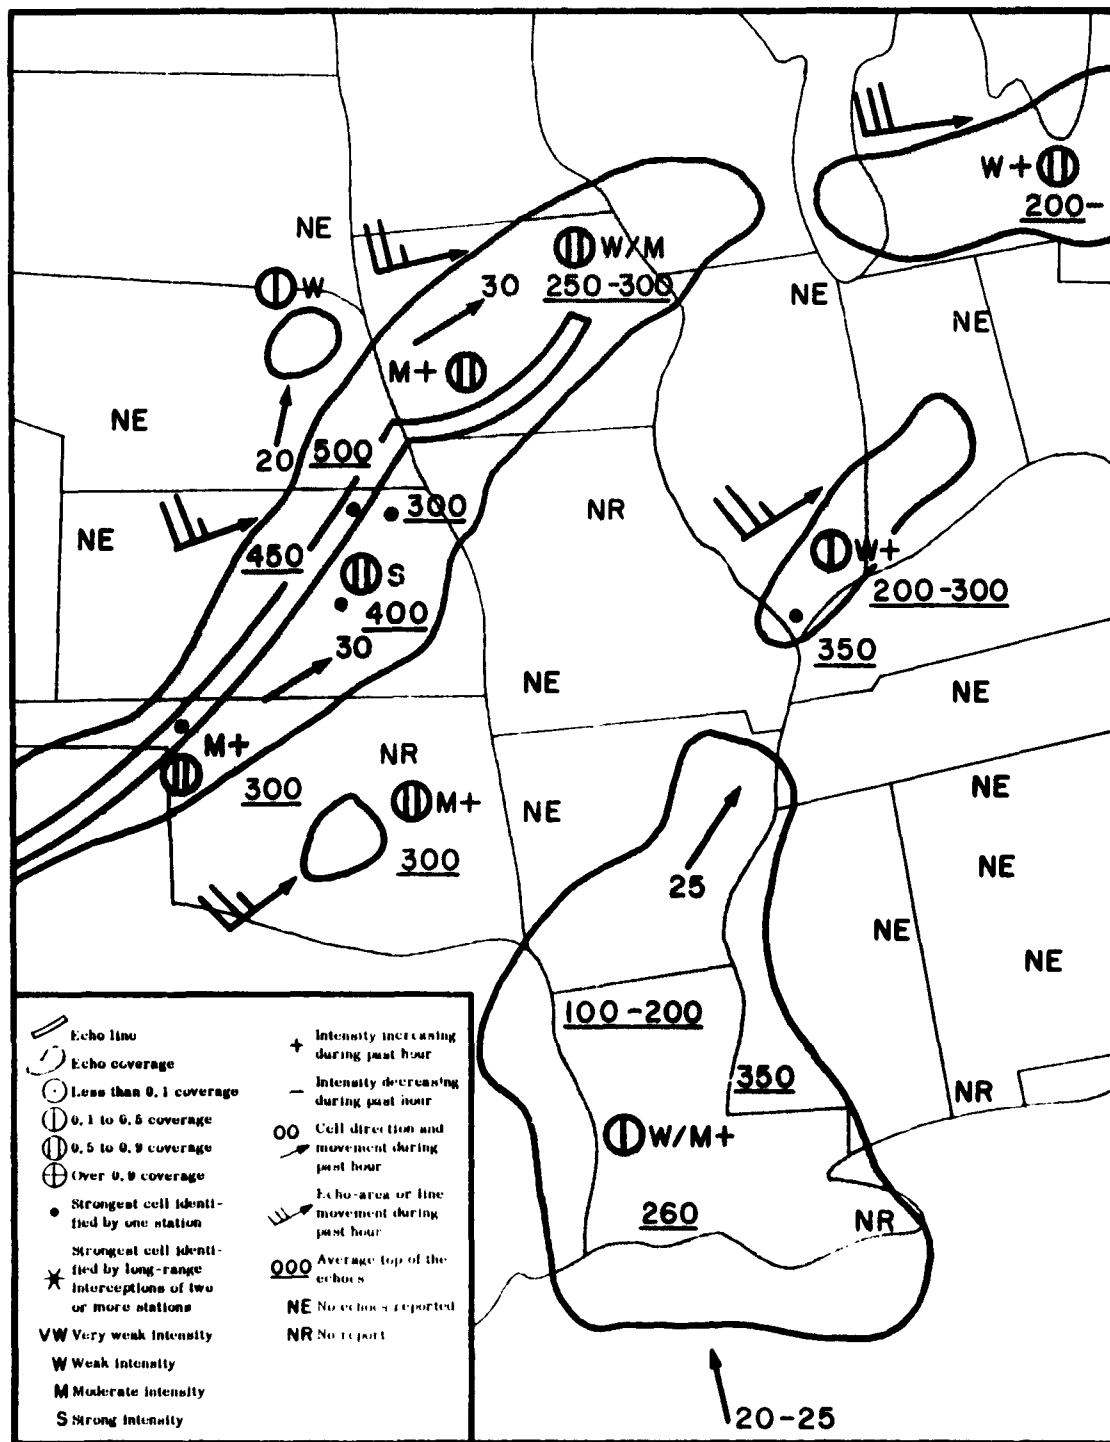 W+
200-
NE
W/M
W
30
250-300
NE
NE
M+
NE
20
500
300
NR
NE
450
W+
S
200-300
400
350
30
NE
NE
M+
NR
300
M+
NE
NE
300
25
NE
NE
NE
100-200
350
NR
W/M+
260
NR
20-25
Echo line
Echo coverage
Less than 0.1 coverage
0.1 to 0.5 coverage
0.5 to 0.9 coverage
Over 0.9 coverage
Strongest cell identi-
fied by one station
Strongest cell identi-
fied by long-range
interceptions of two
or more stations
VW Very weak intensity
W Weak intensity
M Moderate intensity
S Strong intensity
+ Intensity increasing
during past hour
— Intensity decreasing
during past hour
00 Cell direction and
movement during
past hour
Echo-area or line
movement during
past hour
000 Average top of the
echoes
NE No echoes reported
NR No report